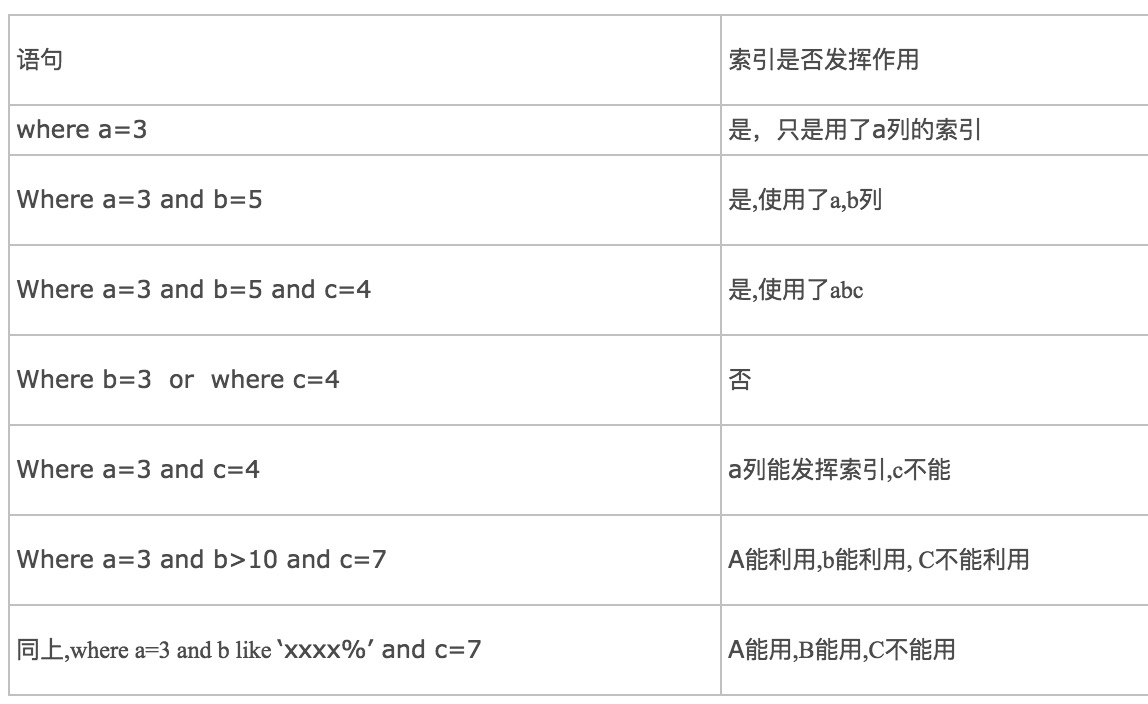 语句 索引是否发挥作用
where a=3 是，只是用了a列的索引
Where a=3 and b=5 是,使用了a,b列
Where a=3 and b=5 and c=4 是,使用了abc
Where b=3 or where c=4 否
Where a=3 and c=4 a列能发挥索引,c不能
Where a=3 and b>10 and c=7 A能利用,b能利用, C不能利用
同上,where a=3 and b like ‘xxxx%’ and c=7 A能用,B能用,C不能用